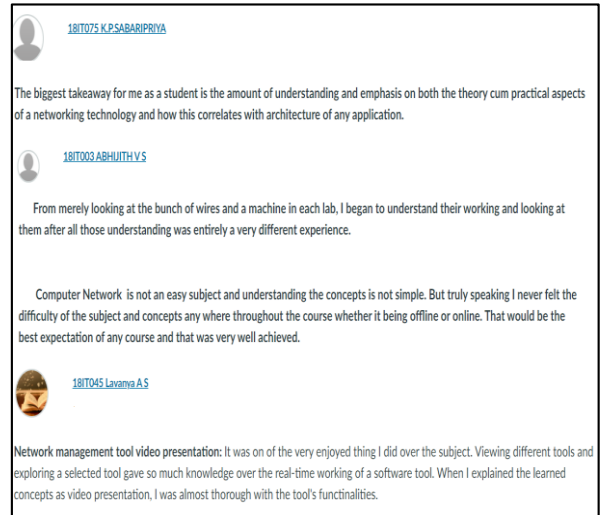 18IT075 K.P.SABARIPRIYA
The biggest takeaway for me as a student is the amount of understanding and emphasis on both the theory cum practical aspects
of a networking technology and how this correlates with architecture of any application.
18IT003 ABHIJITH V S
From merely looking at the bunch of wires and a machine in each lab, I began to understand their working and looking at
them after all those understanding was entirely a very different experience.
Computer Network is not an easy subject and understanding the concepts is not simple. But truly speaking I never felt the
difficulty of the subject and concepts any where throughout the course whether it being offline or online. That would be the
best expectation of any course and that was very well achieved.
18IT045 Lavanya A S
Network management tool video presentation: It was on of the very enjoyed thing I did over the subject. Viewing different tools and
exploring a selected tool gave so much knowledge over the real-time working of a software tool. When I explained the learned
concepts as video presentation, I was almost thorough with the tool's functinalities.